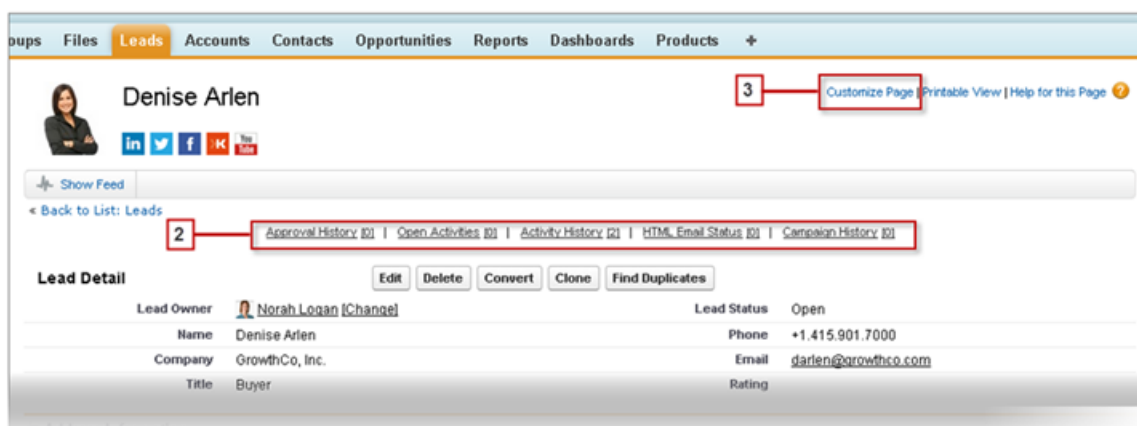 oups Files Leads Accounts Contacts Opportunities Reports Dashboards Products +
Denise Arlen
3
Customize Page | Printable View | Help for this Page ?
in f You Tube
Show Feed
« Back to List: Leads
2
Approval History [0] | Open Activities [0] | Activity History [2] | HTML Email Status [0] | Campaign History [0]
Lead Detail
Edit Delete Convert Clone Find Duplicates
Lead Owner Norah Logan [Change] Lead Status Open
Name Denise Arlen Phone +1.415.901.7000
Company GrowthCo, Inc. Email darlen@growthco.com
Title Buyer Rating